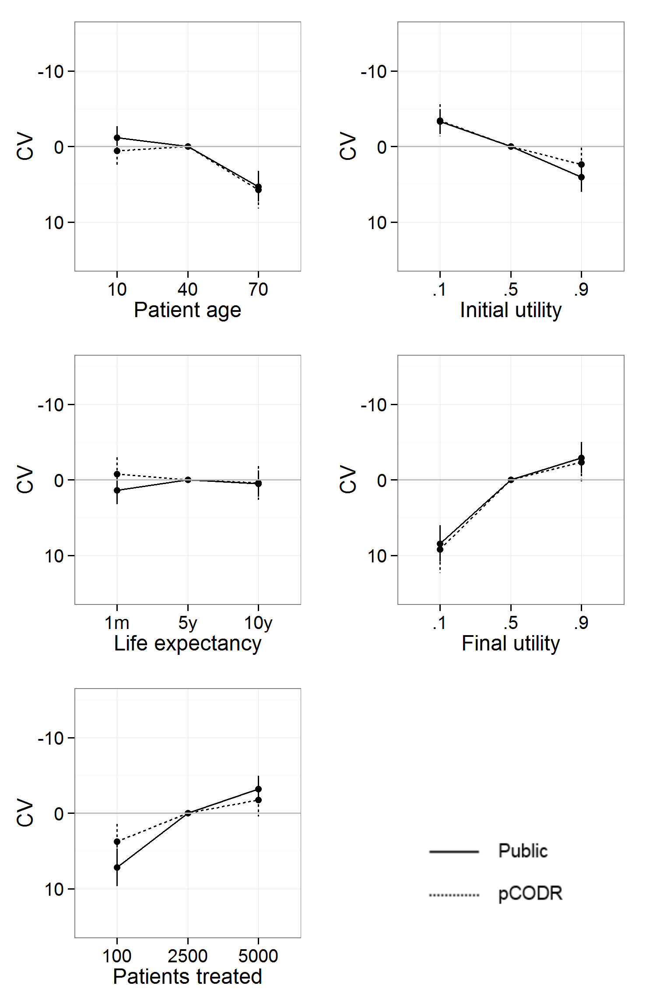 CV
-10
0
10
10 40 70
Patient age
CV
-10
0
10
.1 .5 .9
Initial utility
CV
-10
0
10
1m 5y 10y
Life expectancy
CV
-10
0
10
.1 .5 .9
Final utility
CV
-10
0
10
100 2500 5000
Patients treated
Public
pCODR